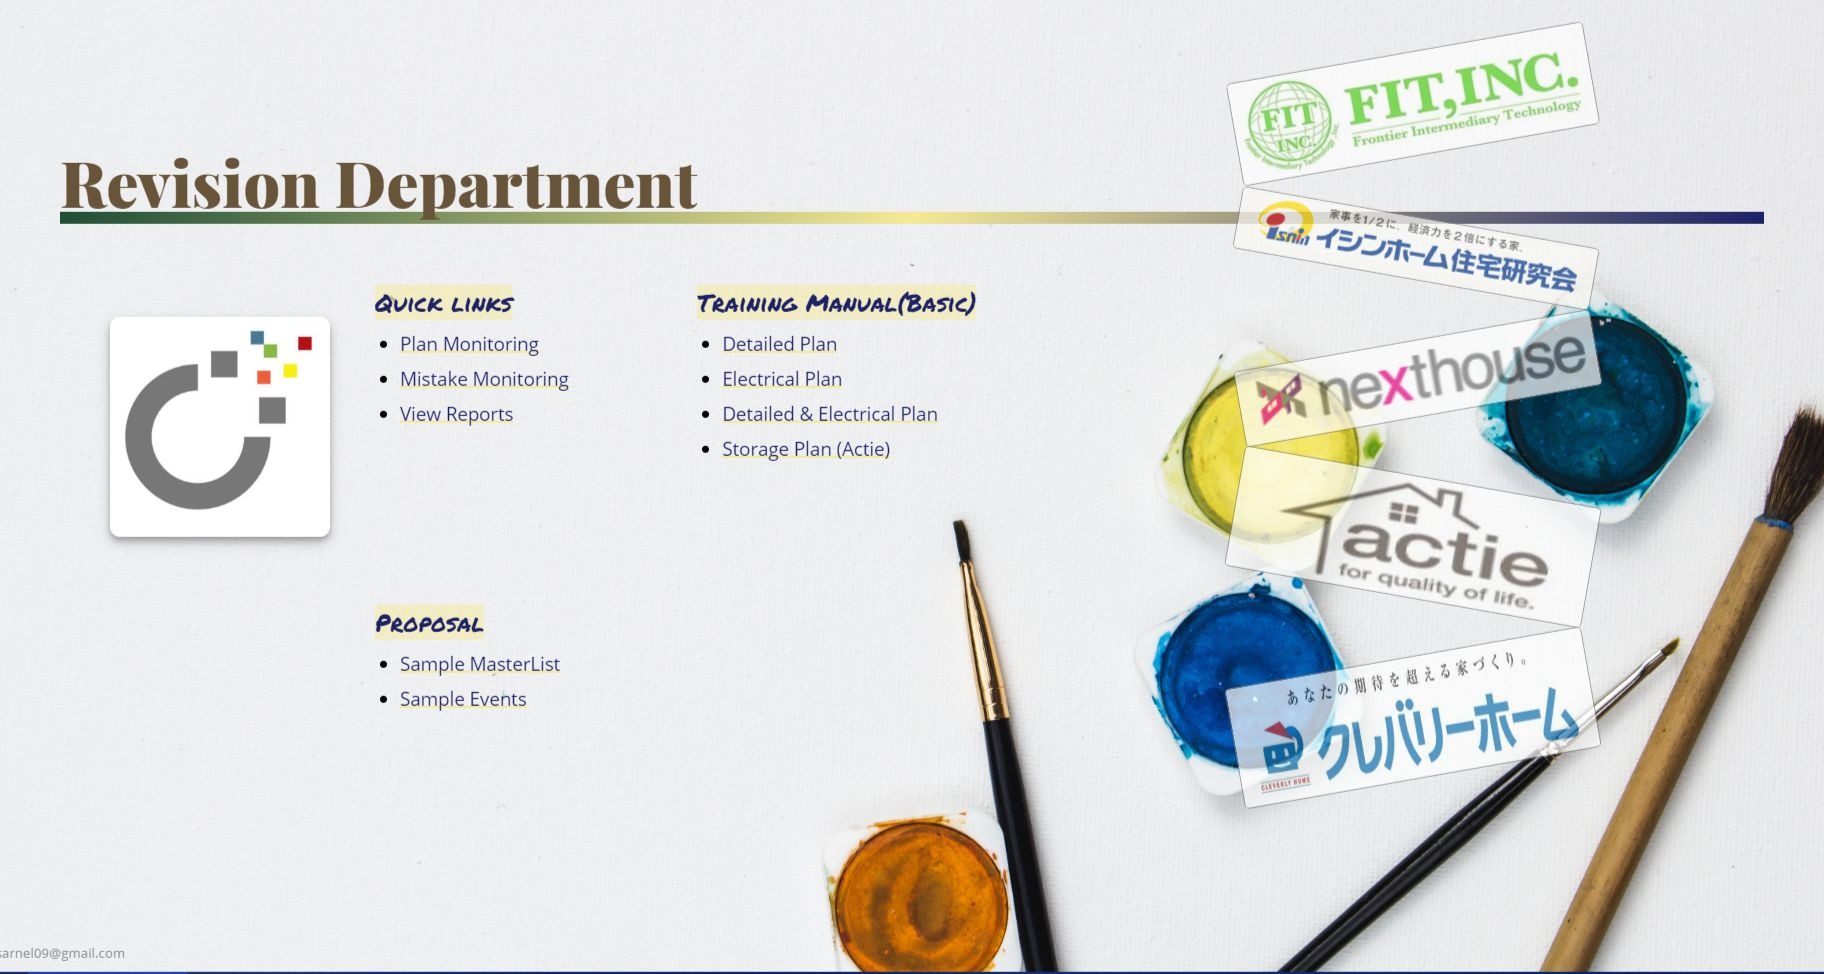 FIT
INC.
Frontier Intermediary Technology, Inc.
FIT,INC.
Frontier Intermediary Technology
Revision Department
家事を1/2に、経済力を2倍にする家。
isnin イシンホーム住宅研究会
Quick links
Plan Monitoring
Mistake Monitoring
View Reports
Training Manual(Basic)
Detailed Plan
Electrical Plan
Detailed & Electrical Plan
Storage Plan (Actie)
nexthouse
actie
for quality of life.
Proposal
Sample MasterList
Sample Events
あなたの期待を超える家づくり。
クレバリーホーム
CLEVERLY HOME
sarnel09@gmail.com